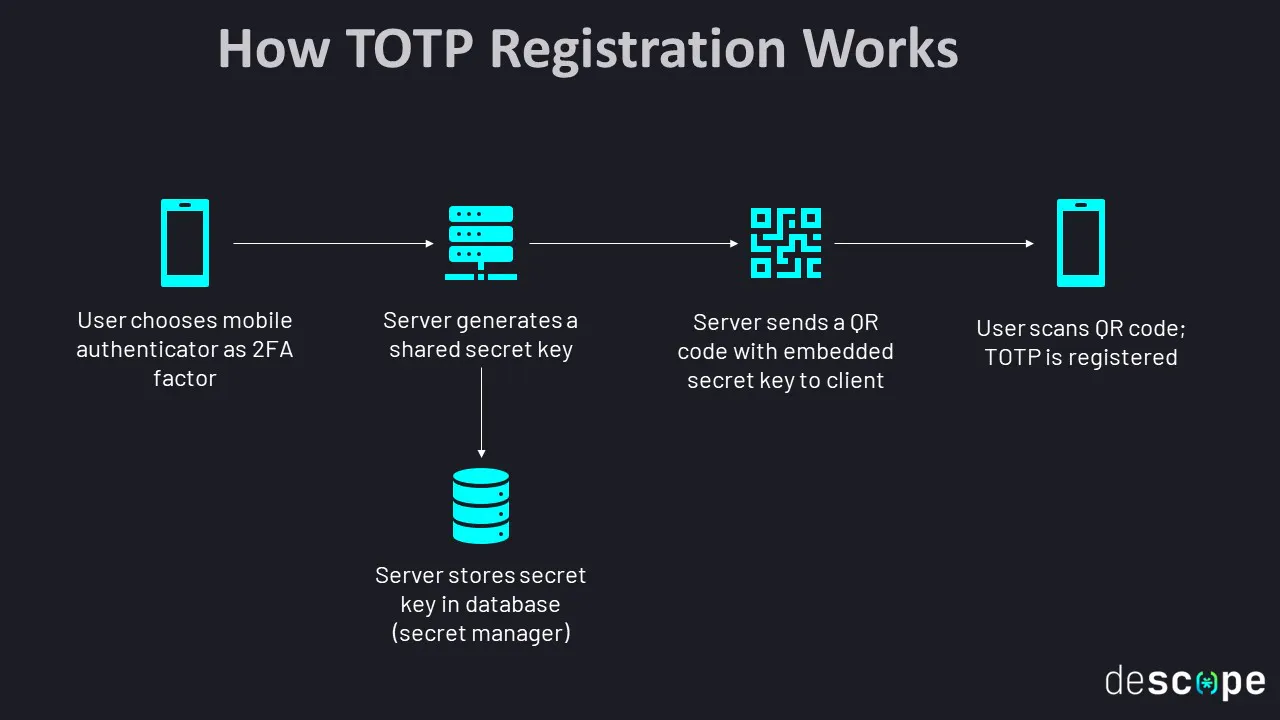 How TOTP Registration Works
User chooses mobile
authenticator as 2FA
factor
Server generates a
shared secret key
Server sends a QR
code with embedded
secret key to client
User scans QR code;
TOTP is registered
Server stores secret
key in database
(secret manager)
descope